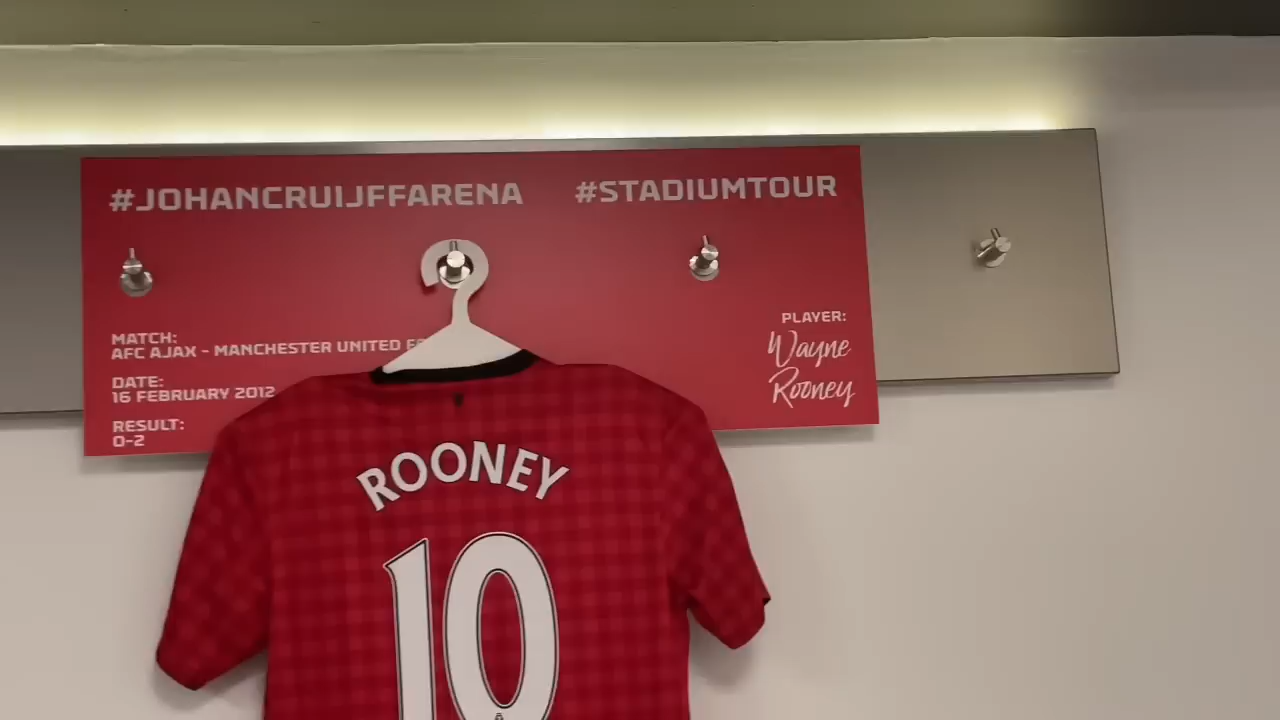 #JOHANCRUIJFFARENA #STADIUMTOUR
MATCH:
AFC AJAX - MANCHESTER UNITED
DATE:
16 FEBRUARY 2012
RESULT:
0-2
PLAYER:
Wayne
Rooney
ROONEY
10